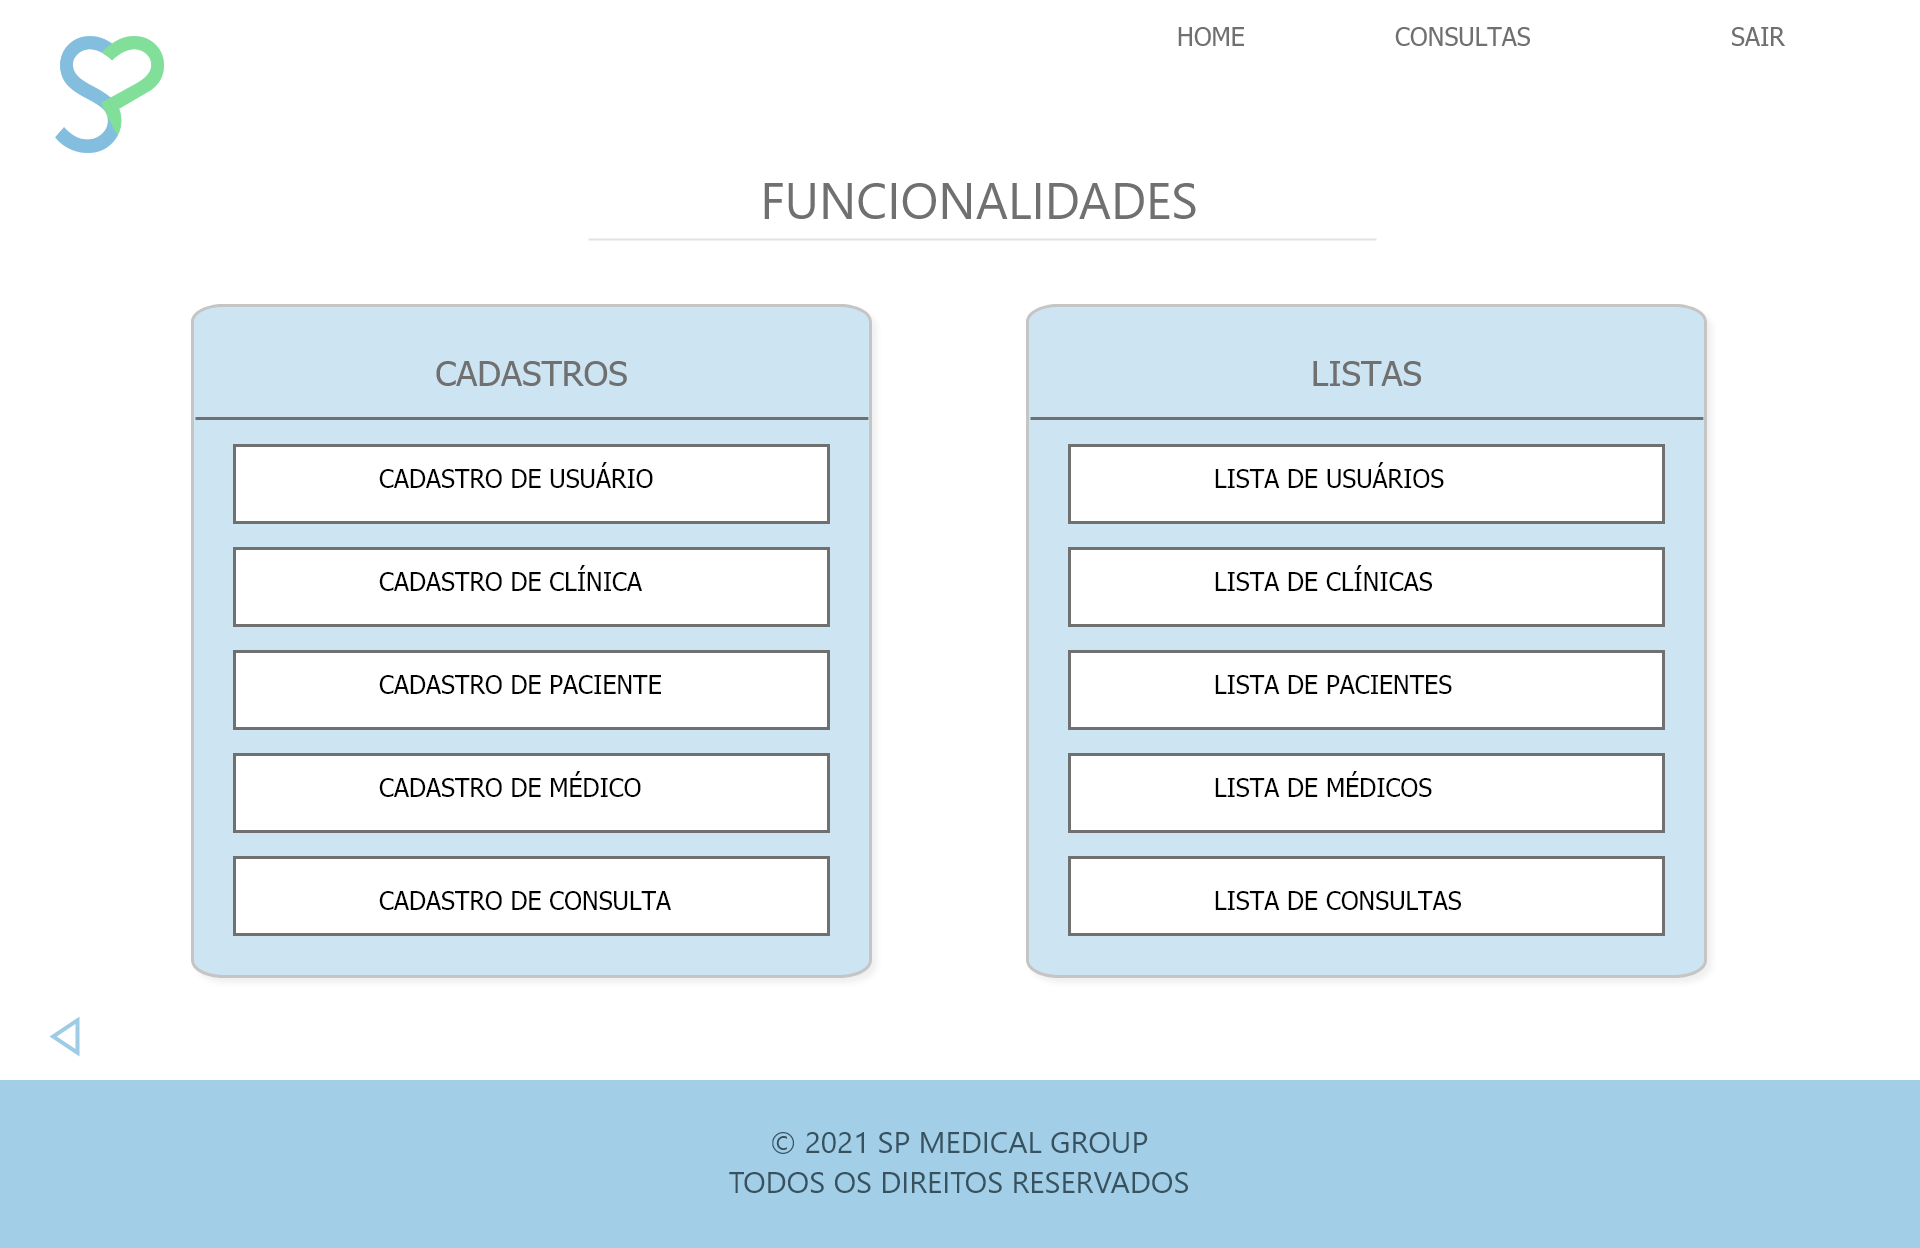 SP
HOME
CONSULTAS
SAIR
FUNCIONALIDADES
CADASTROS
CADASTRO DE USUÁRIO
CADASTRO DE CLÍNICA
CADASTRO DE PACIENTE
CADASTRO DE MÉDICO
CADASTRO DE CONSULTA
LISTAS
LISTA DE USUÁRIOS
LISTA DE CLÍNICAS
LISTA DE PACIENTES
LISTA DE MÉDICOS
LISTA DE CONSULTAS
© 2021 SP MEDICAL GROUP
TODOS OS DIREITOS RESERVADOS